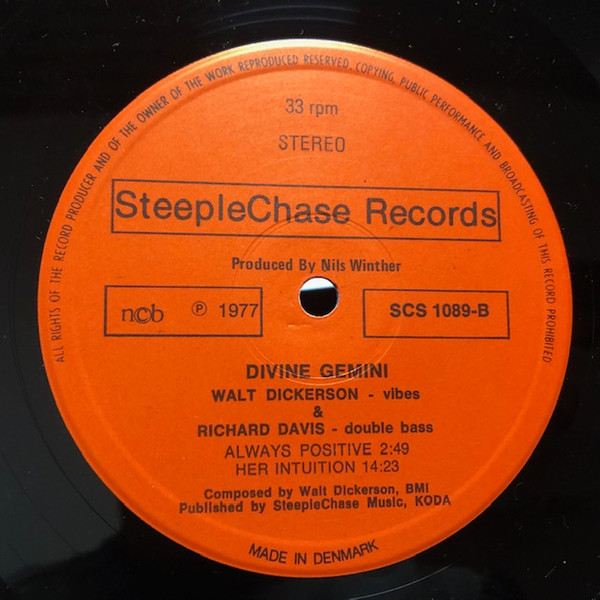 ALL RIGHTS OF THE RECORD PRODUCER AND OF THE OWNER OF THE WORK REPRODUCED RESERVED. COPYING, PUBLIC PERFORMANCE AND BROADCASTING OF THIS RECORD PROHIBITED
33 rpm
STEREO
SteepleChase Records
Produced By Nils Winther
ncb ℗ 1977
SCS 1089-B
DIVINE GEMINI
WALT DICKERSON - vibes
&
RICHARD DAVIS - double bass
ALWAYS POSITIVE 2:49
HER INTUITION 14:23
Composed by Walt Dickerson, BMI
Published by SteepleChase Music, KODA
MADE IN DENMARK